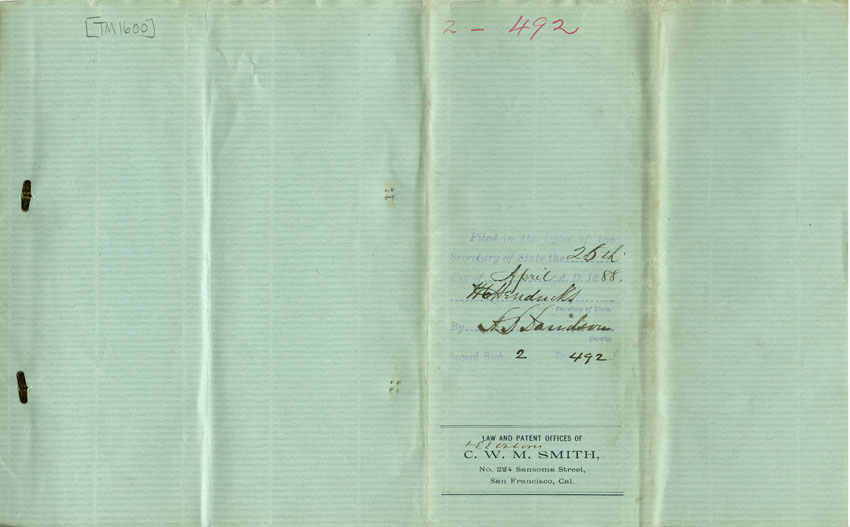 [TM1600]
2 - 492
Filed in the Office of the
Secretary of State the 25th
day of April A. D. 1888.
W C Hendricks
Secretary of State.
By
Davidson
Deputy.
Record Book 2 Page 492
LAW AND PATENT OFFICES OF
C. W. M. SMITH,
No. 224 Sansome Street,
San Francisco, Cal.